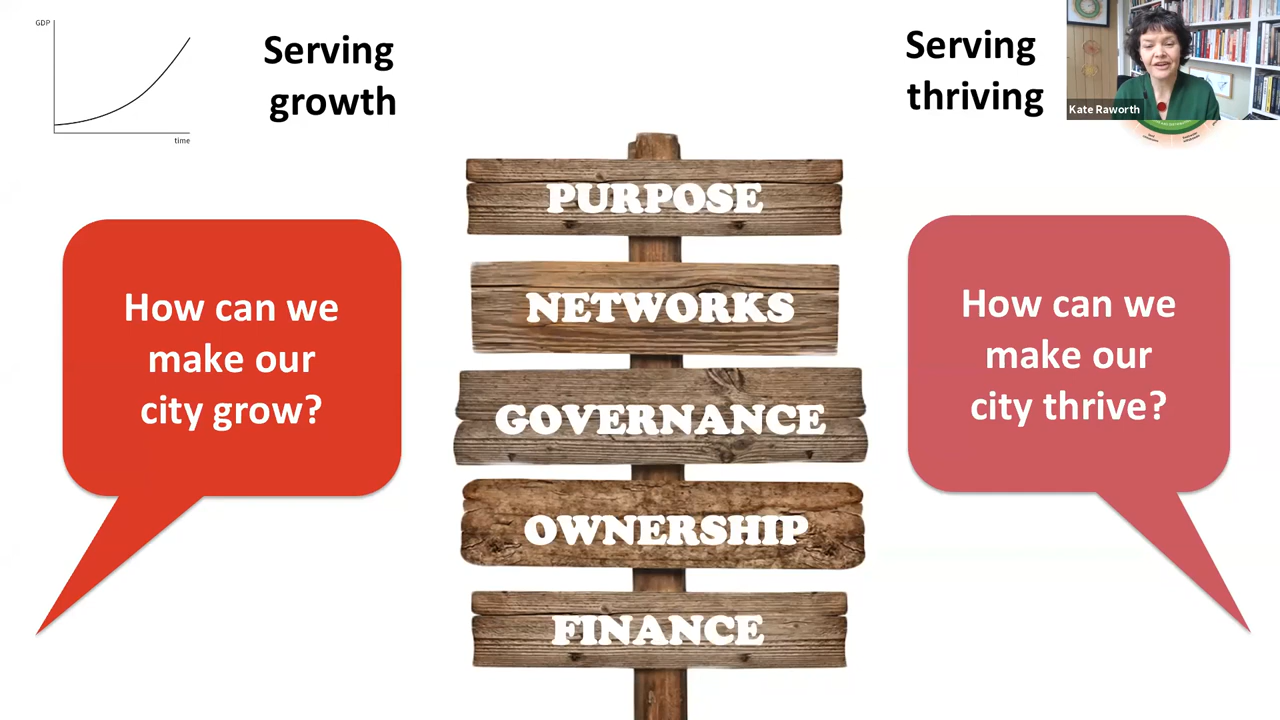 GDP
time
Serving
growth
Serving
thriving
Kate Raworth
How can we
make our
city grow?
PURPOSE
NETWORKS
GOVERNANCE
OWNERSHIP
FINANCE
How can we
make our
city thrive?